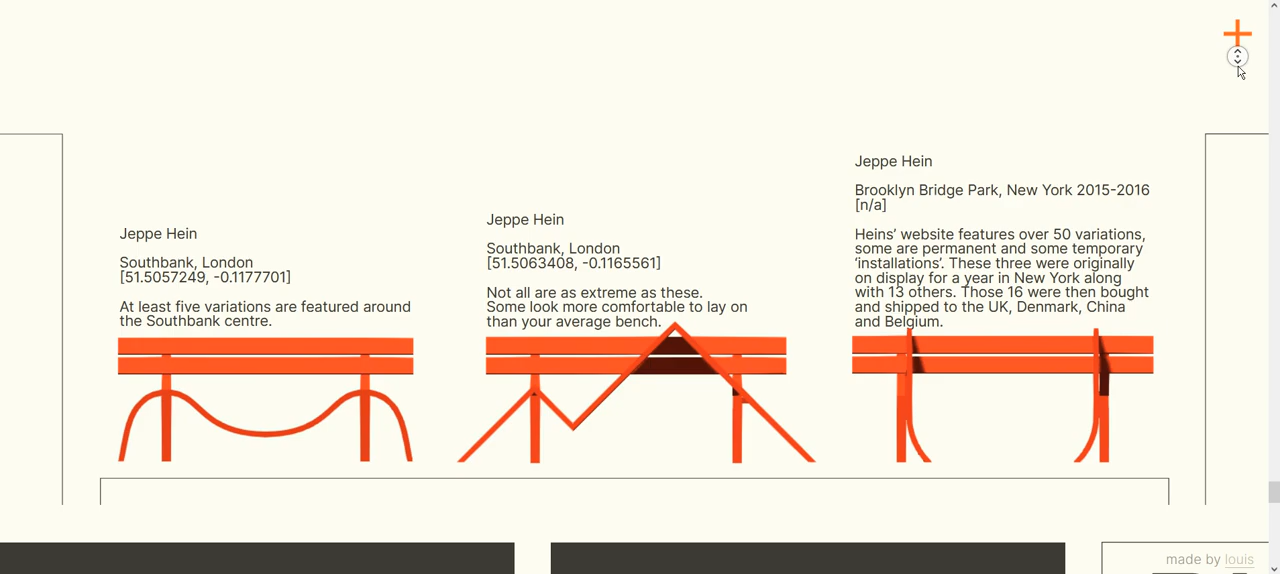 Jeppe Hein
Southbank, London
[51.5057249, -0.1177701]
At least five variations are featured around
the Southbank centre.
Jeppe Hein
Southbank, London
[51.5063408, -0.1165561]
Not all are as extreme as these.
Some look more comfortable to lay on
than your average bench.
Jeppe Hein
Brooklyn Bridge Park, New York 2015-2016
[n/a]
Heins’ website features over 50 variations,
some are permanent and some temporary
‘installations’. These three were originally
on display for a year in New York along
with 13 others. Those 16 were then bought
and shipped to the UK, Denmark, China
and Belgium.
made by louis